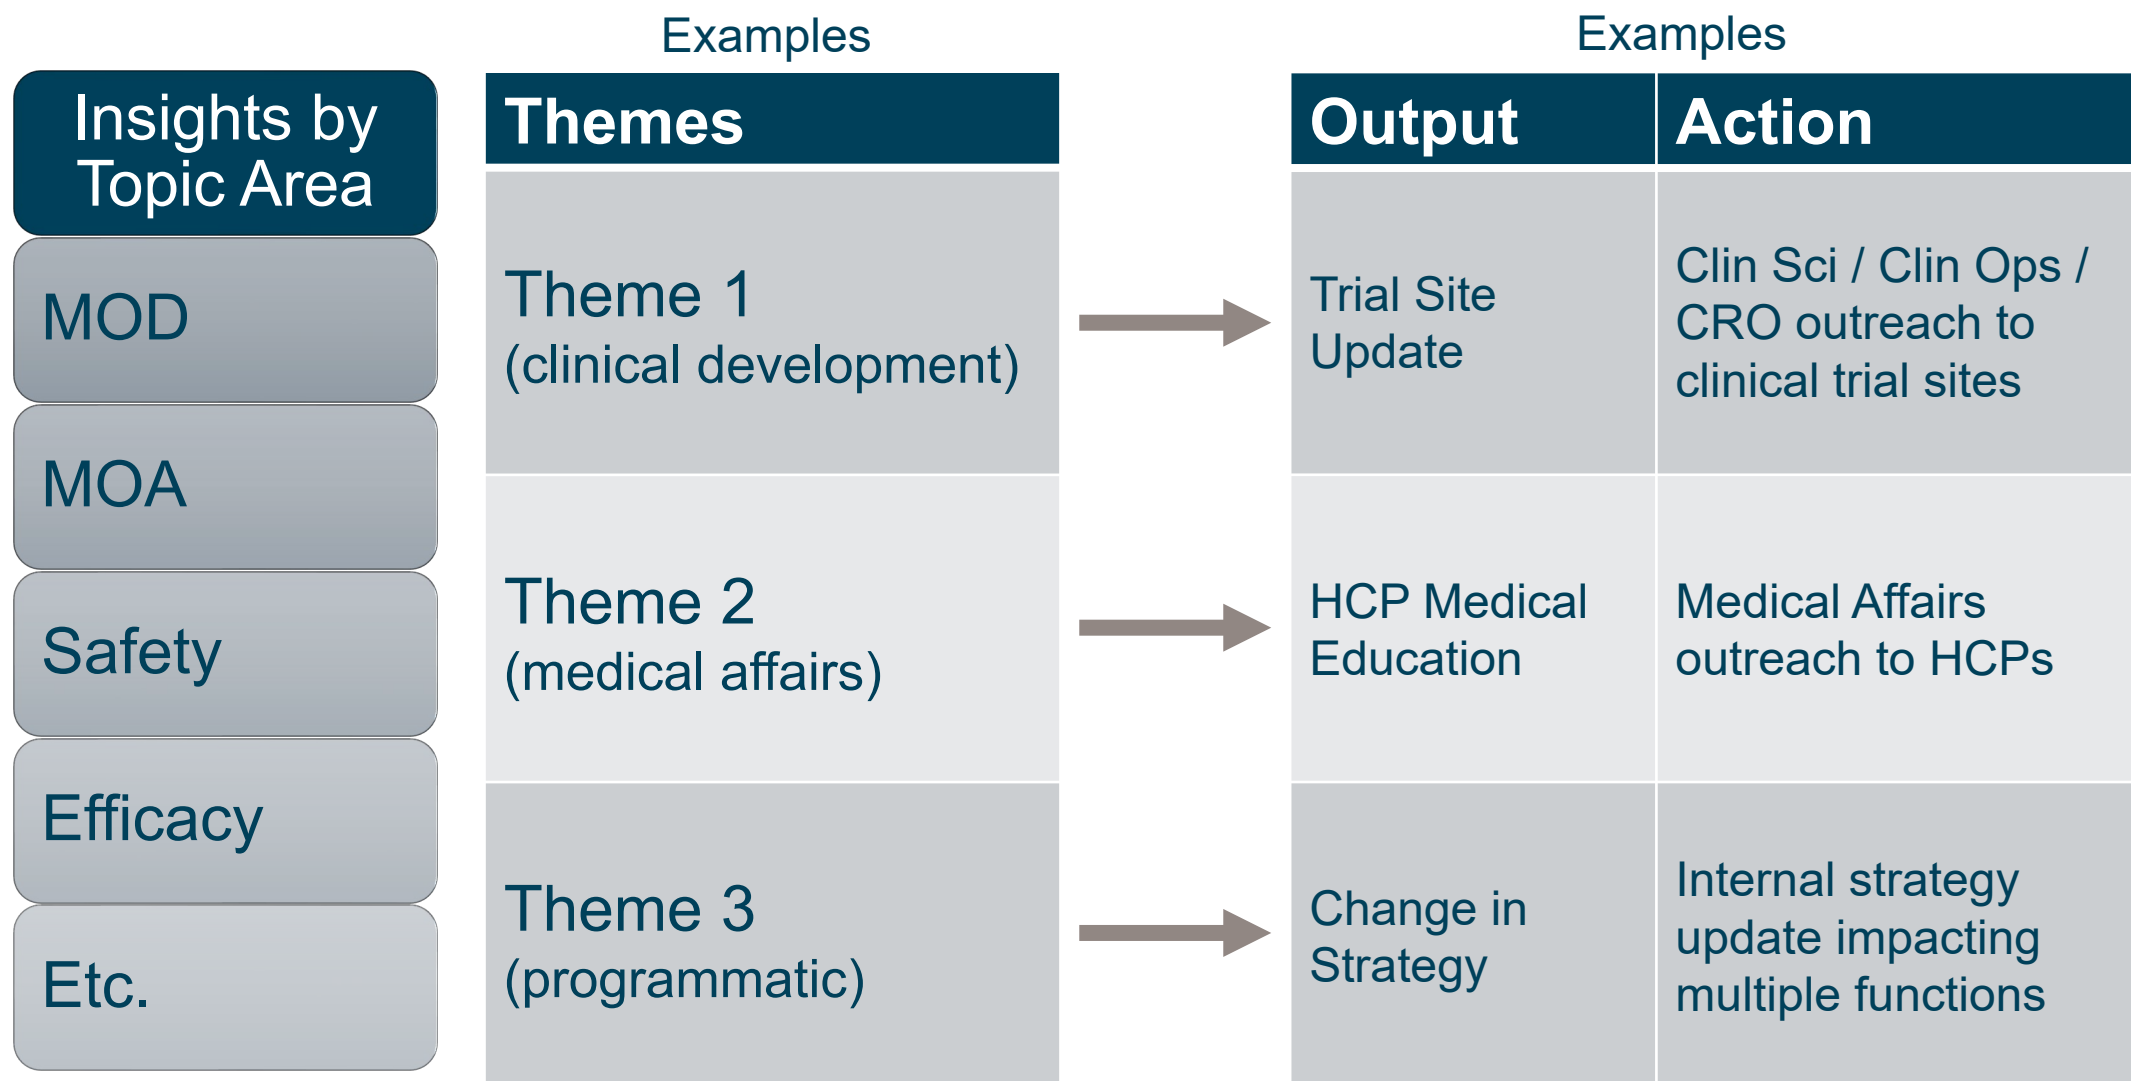 Examples
Examples
Insights by
Topic Area
MOD
MOA
Safety
Efficacy
Etc.
Themes
Theme 1
(clinical development)
Theme 2
(medical affairs)
Theme 3
(programmatic)
Output
Action
Trial Site
Update
Clin Sci / Clin Ops /
CRO outreach to
clinical trial sites
HCP Medical
Education
Medical Affairs
outreach to HCPs
Change in
Strategy
Internal strategy
update impacting
multiple functions